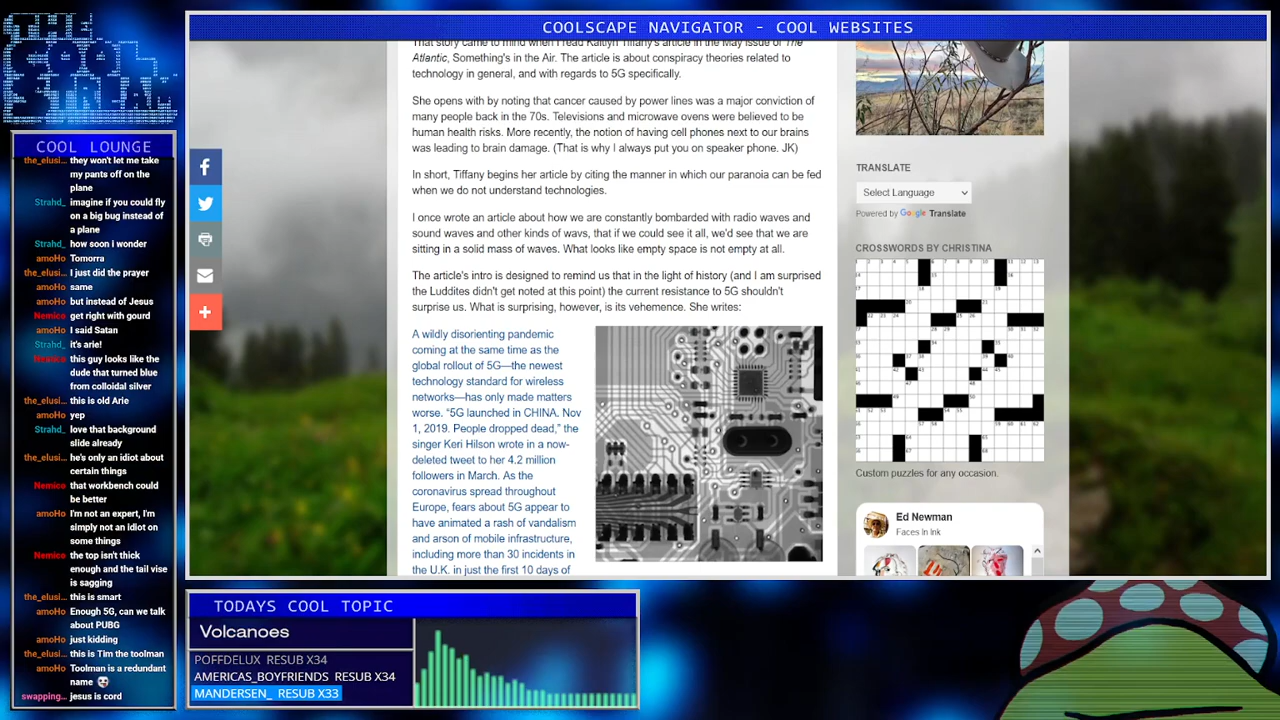 COOLSCAPE NAVIGATOR - COOL WEBSITES
COOL LOUNGE
the_elusi... they won't let me take
my pants off on the
plane
Strahd_ imagine if you could fly
on a big bug instead of
a plane
Strahd_ how soon i wonder
amoHo Tomorra
the_elusi... I just did the prayer
amoHo same
amoHo but instead of Jesus
Nemico get right with gourd
amoHo I said Satan
Strahd_ it's arie!
Nemico this guy looks like the
dude that turned blue
from colloidal silver
the_elusi... this is old Arie
amoHo yep
Strahd_ love that background
slide already
the_elusi... he's only an idiot about
certain things
Nemico that workbench could
be better
amoHo I'm not an expert, I'm
simply not an idiot on
some things
Nemico the top isn't thick
enough and the tail vise
is sagging
the_elusi... this is smart
amoHo Enough 5G, can we talk
about PUBG
amoHo just kidding
the_elusi... this is Tim the toolman
amoHo Toolman is a redundant
name
swapping... jesus is cord
That story came to mind when I read Kaitlyn Tiffany's article in the May issue of The
Atlantic, Something's in the Air. The article is about conspiracy theories related to
technology in general, and with regards to 5G specifically.
She opens with by noting that cancer caused by power lines was a major conviction of
many people back in the 70s. Televisions and microwave ovens were believed to be
human health risks. More recently, the notion of having cell phones next to our brains
was leading to brain damage. (That is why I always put you on speaker phone. JK)
In short, Tiffany begins her article by citing the manner in which our paranoia can be fed
when we do not understand technologies.
I once wrote an article about how we are constantly bombarded with radio waves and
sound waves and other kinds of wavs, that if we could see it all, we'd see that we are
sitting in a solid mass of waves. What looks like empty space is not empty at all.
The article's intro is designed to remind us that in the light of history (and I am surprised
the Luddites didn't get noted at this point) the current resistance to 5G shouldn't
surprise us. What is surprising, however, is its vehemence. She writes:
A wildly disorienting pandemic
coming at the same time as the
global rollout of 5G—the newest
technology standard for wireless
networks—has only made matters
worse. “5G launched in CHINA. Nov
1, 2019. People dropped dead,” the
singer Keri Hilson wrote in a now-
deleted tweet to her 4.2 million
followers in March. As the
coronavirus spread throughout
Europe, fears about 5G appear to
have animated a rash of vandalism
and arson of mobile infrastructure,
including more than 30 incidents in
the U.K. in just the first 10 days of
TRANSLATE
Select Language
Powered by Google Translate
CROSSWORDS BY CHRISTINA
Custom puzzles for any occasion.
Ed Newman
Faces in Ink
TODAYS COOL TOPIC
Volcanoes
POFFDELUX RESUB X34
AMERICAS_BOYFRIENDS RESUB X34
MANDERSEN_ RESUB X33